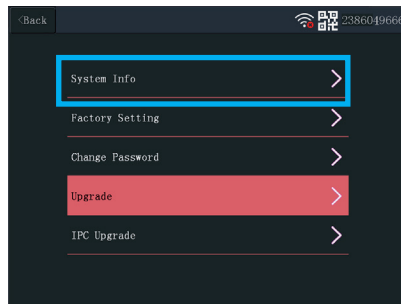 <Back
2386049666
System Info
Factory Setting
Change Password
Upgrade
IPC Upgrade